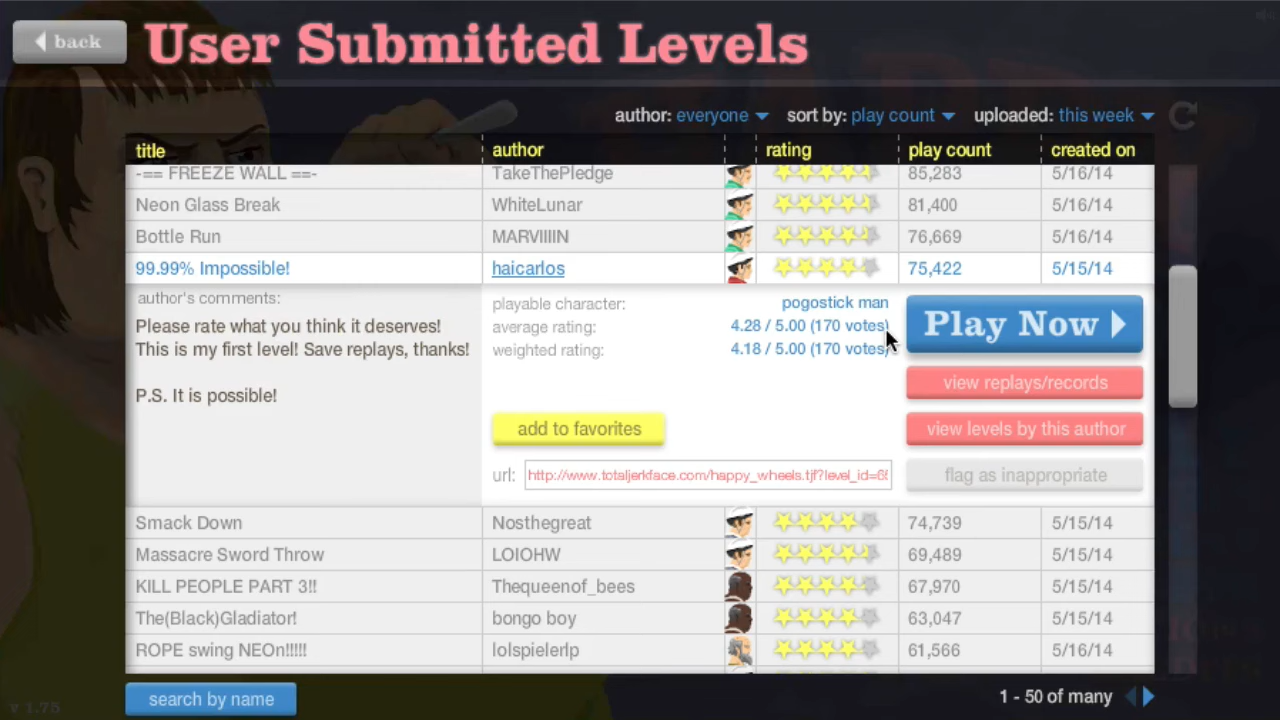 back
User Submitted Levels
author: everyone sort by: play count uploaded: this week
title author rating play count created on
-== FREEZE WALL ==- TakeThePledge 85,283 5/16/14
Neon Glass Break WhiteLunar 81,400 5/16/14
Bottle Run MARVIIIIN 76,669 5/16/14
99.99% Impossible! haicarlos 75,422 5/15/14
author's comments:
Please rate what you think it deserves!
This is my first level! Save replays, thanks!
P.S. It is possible!
playable character: pogostick man
average rating: 4.28 / 5.00 (170 votes)
weighted rating: 4.18 / 5.00 (170 votes)
add to favorites
url: http://www.totaljerkface.com/happy_wheels.tjf?level_id=6
Play Now
view replays/records
view levels by this author
flag as inappropriate
Smack Down Nosthegreat 74,739 5/15/14
Massacre Sword Throw LOIOHW 69,489 5/15/14
KILL PEOPLE PART 3!! Thequeenof_bees 67,970 5/15/14
The(Black)Gladiator! bongo boy 63,047 5/15/14
ROPE swing NEOn!!!!! lolspielerlp 61,566 5/16/14
search by name
1 - 50 of many
v 1.75